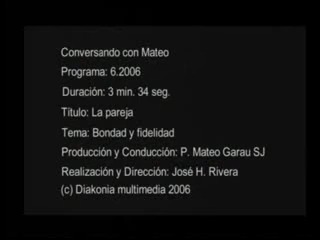 Conversando con Mateo
Programa: 6.2006
Duración: 3 min. 34 seg.
Título: La pareja
Tema: Bondad y fidelidad
Producción y Conducción: P. Mateo Garau SJ
Realización y Dirección: José H. Rivera
(c) Diakonia multimedia 2006